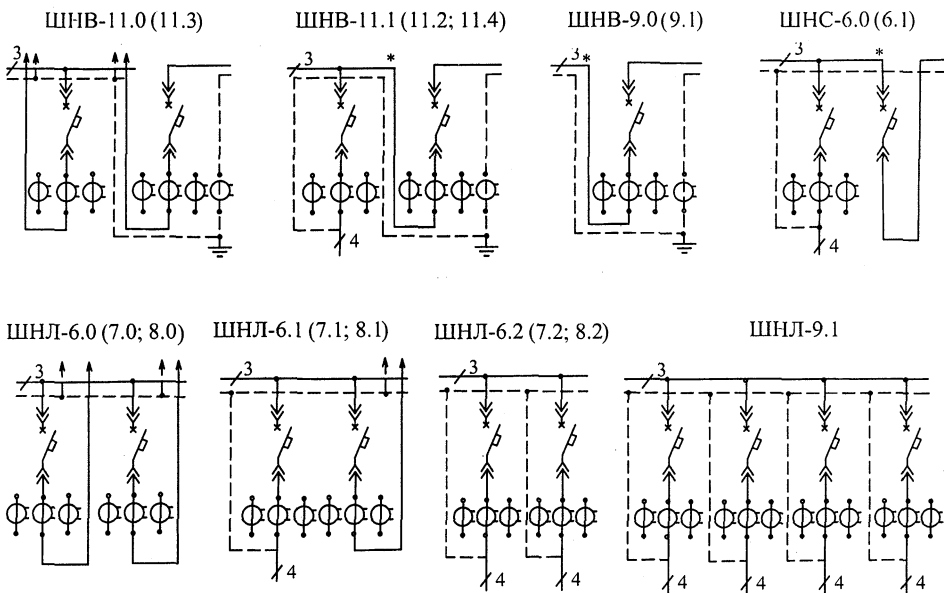 ШНВ-11.0 (11.3)
ШНВ-11.1 (11.2; 11.4)
ШНВ-9.0 (9.1)
ШНС-6.0 (6.1)
3
3
*
3
*
3
*
4
4
ШНЛ-6.0 (7.0; 8.0)
ШНЛ-6.1 (7.1; 8.1)
ШНЛ-6.2 (7.2; 8.2)
ШНЛ-9.1
3
3
3
3
4
4
4
4
4
4
4